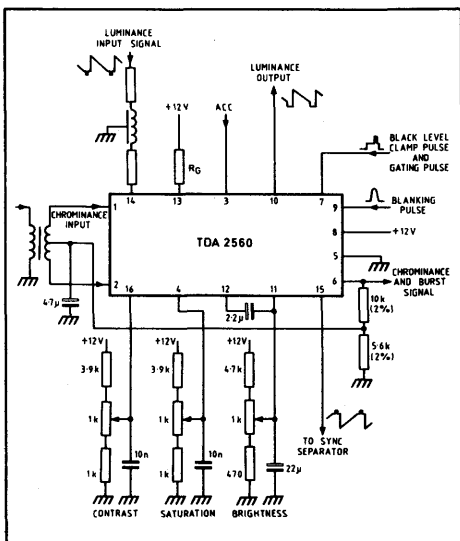 LUMINANCE
INPUT SIGNAL
LUMINANCE
OUTPUT
+12V
ACC
RG
BLACK LEVEL
CLAMP PULSE
AND
GATING PULSE
14
13
3
10
7
CHROMINANCE
INPUT
1
9
BLANKING
PULSE
8
+12V
TDA 2560
5
2
6
CHROMINANCE
AND BURST
SIGNAL
16
4
12
11
15
4·7µ
2·2µ
10k
(2%)
5·6k
(2%)
+12V
+12V
+12V
3·9k
3·9k
4·7k
1k
1k
1k
1k
10n
1k
10n
470
22µ
TO SYNC
SEPARATOR
CONTRAST
SATURATION
BRIGHTNESS